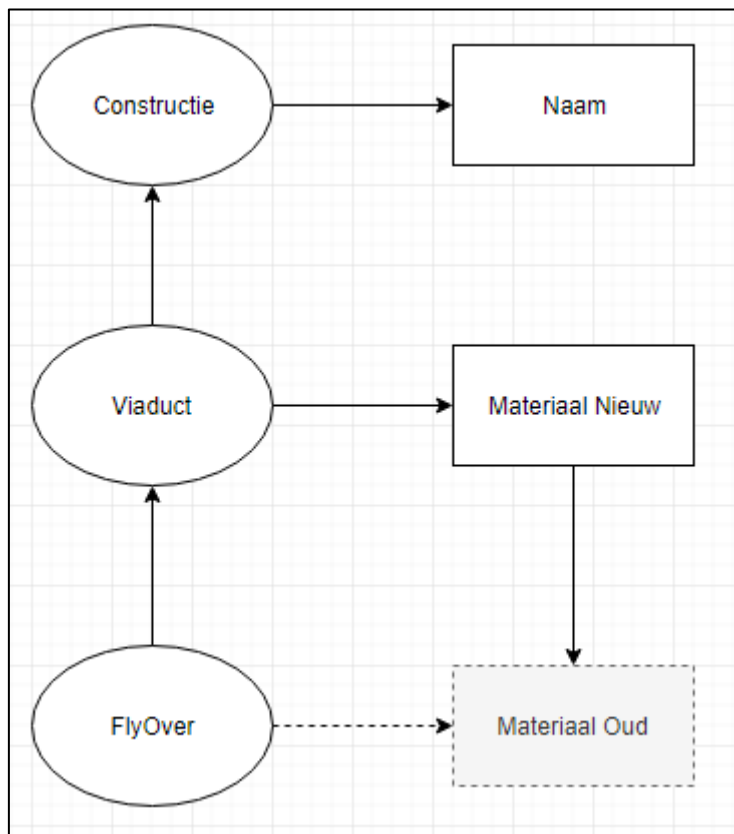 Constructie
Naam
Viaduct
Materiaal Nieuw
FlyOver
Materiaal Oud